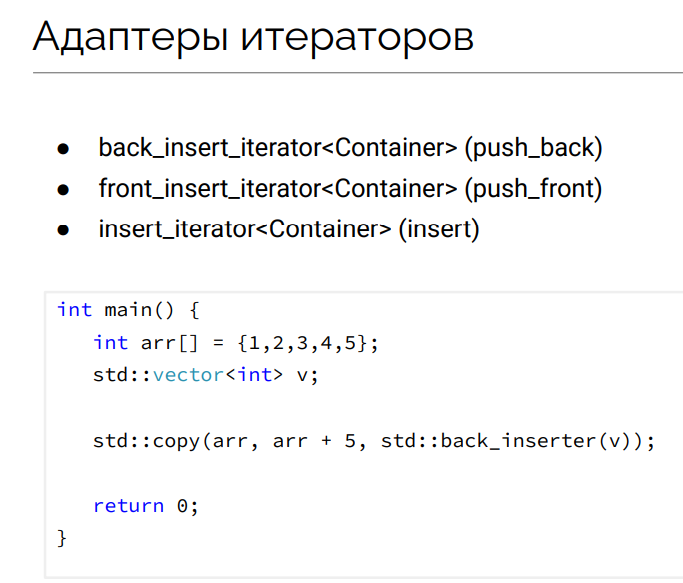 Адаптеры итераторов
● back_insert_iterator<Container> (push_back)
● front_insert_iterator<Container> (push_front)
● insert_iterator<Container> (insert)
int main() {
int arr[] = {1,2,3,4,5};
std::vector<int> v;
std::copy(arr, arr + 5, std::back_inserter(v));
return 0;
}